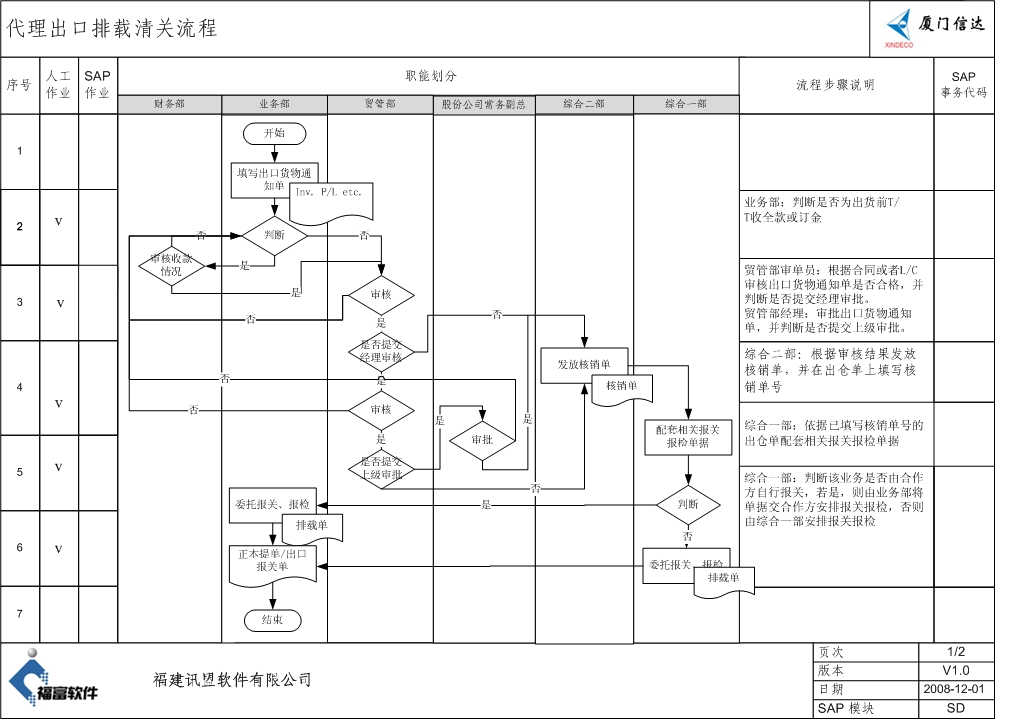 代理出口排载清关流程
厦门信达
XINDECO
序号
人工
作业
SAP
作业
职能划分
流程步骤说明
SAP
事务代码
财务部
业务部
贸管部
股份公司常务副总
综合二部
综合一部
1
开始
填写出口货物通
知单
Inv. P/L etc.
2
V
判断
否
否
是
审核收款
情况
是
业务部：判断是否为出货前T/
T收全款或订金
3
V
审核
否
是
否
是否提交
经理审核
贸管部审单员：根据合同或者L/C
审核出口货物通知单是否合格，并
判断是否提交经理审批。
贸管部经理：审批出口货物通知
单，并判断是否提交上级审批。
4
V
发放核销单
核销单
否
是
否
审核
综合二部：根据审核结果发放
核销单，并在出仓单上填写核
销单号
是
是
审批
是
配套相关报关
报检单据
综合一部：依据已填写核销单号的
出仓单配套相关报关报检单据
5
V
是否提交
上级审批
否
委托报关、报检
是
判断
排载单
综合一部：判断该业务是否由合作
方自行报关，若是，则由业务部将
单据交合作方安排报关报检，否则
由综合一部安排报关报检
6
V
否
正本提单/出口
报关单
委托报关、报检
排载单
7
结束
福富软件
福建讯盟软件有限公司
页次
1/2
版本
V1.0
日期
2008-12-01
SAP 模块
SD